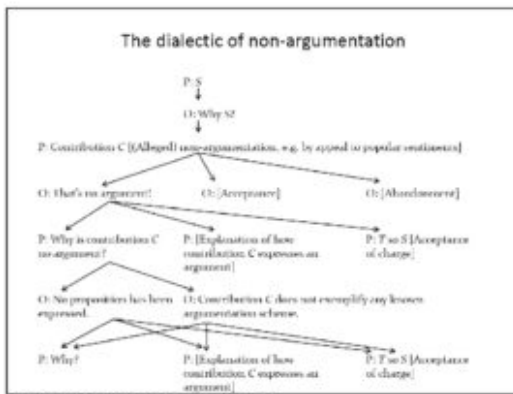 The dialectic of non-argumentation
P: S
O: Why S?
P: Contribution C [(Alleged) non-argumentation, e.g. by appeal to popular sentiments]
O: That's no argument! O: [Acceptance] O: [Abandonment]
P: Why is contribution C P: [Explanation of how P: T so S [Acceptance
no argument? contribution C expresses an of charge]
argument]
O: No proposition has been O: Contribution C does not exemplify any known
expressed. argumentation scheme.
P: Why? P: [Explanation of how P: T so S [Acceptance
contribution C expresses an of charge]
argument]